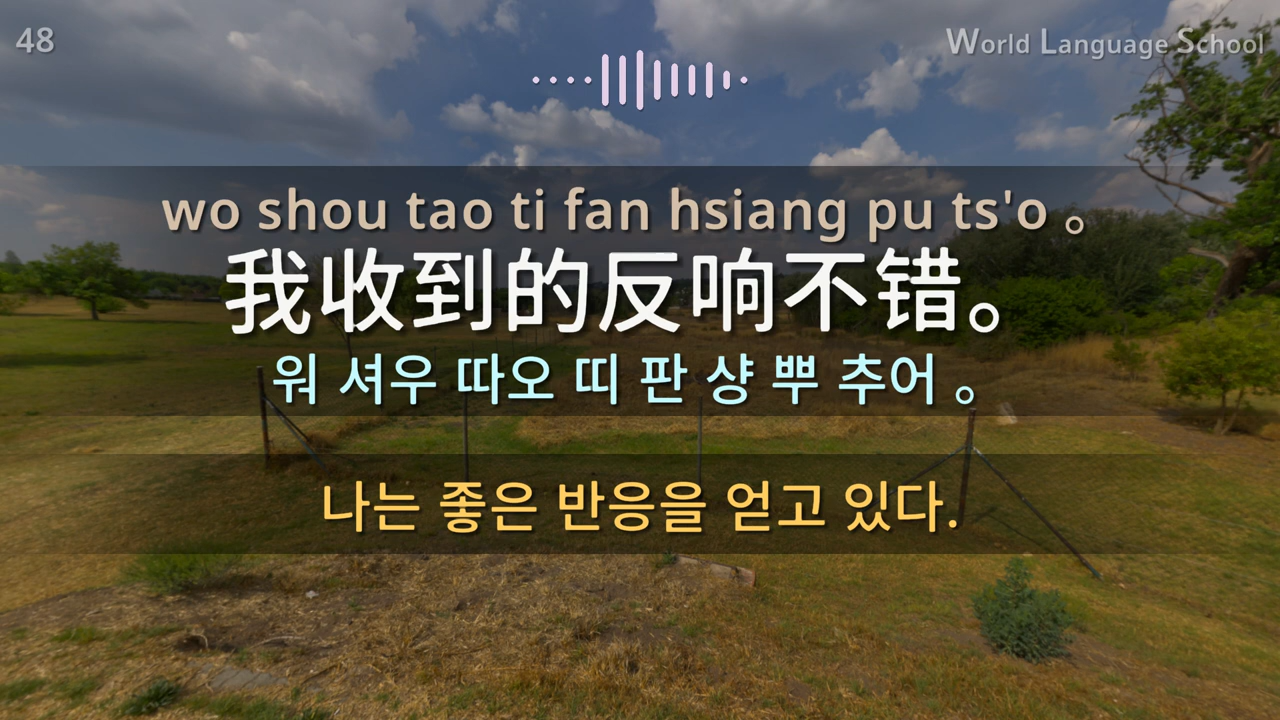 48
World Language School
wo shou tao ti fan hsiang pu ts'o 。
我收到的反响不错。
워 셔우 따오 띠 판 샹 뿌 추어 。
나는 좋은 반응을 얻고 있다.